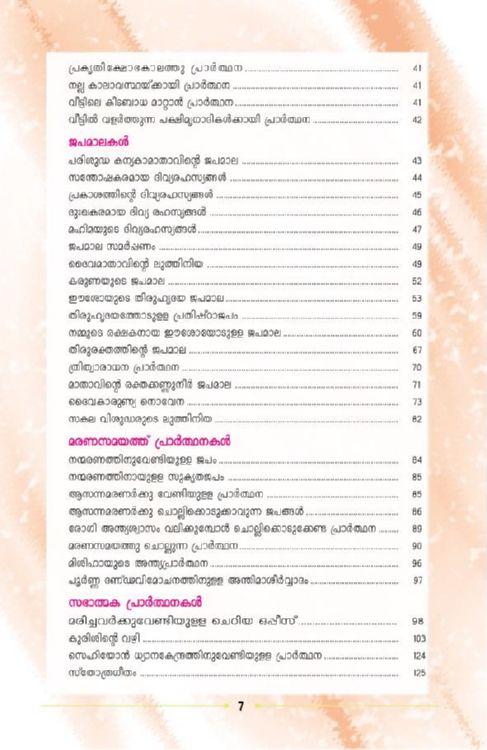 പ്രകൃതിക്ഷോഭകാലത്തു പ്രാർത്ഥന ..... 41
നല്ല കാലാവസ്ഥയ്ക്കായി പ്രാർത്ഥന ..... 41
വീട്ടിലെ കീടബാധ മാറ്റാൻ പ്രാർത്ഥന ..... 41
വീട്ടിൽ വളർത്തുന്ന പക്ഷിമൃഗാദികൾക്കായി പ്രാർത്ഥന ..... 42
ജപമാലകൾ
പരിശുദ്ധ കന്യകാമാതാവിന്റെ ജപമാല ..... 43
സന്തോഷകരമായ ദിവ്യരഹസ്യങ്ങൾ ..... 44
പ്രകാശത്തിന്റെ ദിവ്യരഹസ്യങ്ങൾ ..... 45
ദുഃഖകരമായ ദിവ്യ രഹസ്യങ്ങൾ ..... 46
മഹിമയുടെ ദിവ്യരഹസ്യങ്ങൾ ..... 47
ജപമാല സമർപ്പണം ..... 49
ദൈവമാതാവിന്റെ ലുത്തിനിയ ..... 49
കരുണയുടെ ജപമാല ..... 52
ഈശോയുടെ തിരുഹൃദയ ജപമാല ..... 53
തിരുഹൃദയത്തോടുള്ള പ്രതിഷ്ഠാജപം ..... 59
നമ്മുടെ രക്ഷകനായ ഈശോയോടുള്ള ജപമാല ..... 60
തിരുരക്തത്തിന്റെ ജപമാല ..... 67
ത്രിത്വാരാധന പ്രാർത്ഥന ..... 70
മാതാവിന്റെ രക്തക്കണ്ണുനീർ ജപമാല ..... 71
ദൈവകാരുണ്യ നൊവേന ..... 73
സകല വിശുദ്ധരുടെ ലുത്തിനിയ ..... 82
മരണസമയത്ത് പ്രാർത്ഥനകൾ
നന്മരണത്തിനുവേണ്ടിയുള്ള ജപം ..... 84
നന്മരണത്തിനായുള്ള സുകൃതജപം ..... 85
ആസന്നമരണർക്കു വേണ്ടിയുള്ള പ്രാർത്ഥന ..... 85
ആസന്നമരണർക്കു ചൊല്ലിക്കൊടുക്കാവുന്ന ജപങ്ങൾ ..... 86
രോഗി അന്ത്യശ്വാസം വലിക്കുമ്പോൾ ചൊല്ലിക്കൊടുക്കേണ്ട പ്രാർത്ഥന ..... 89
മരണസമയത്തു ചൊല്ലുന്ന പ്രാർത്ഥന ..... 90
മിശിഹായുടെ അന്ത്യപ്രാർത്ഥന ..... 96
പൂർണ്ണ ദണ്ഡവിമോചനത്തിനുള്ള അന്തിമാശീർവ്വാദം ..... 97
സഭാത്മക പ്രാർത്ഥനകൾ
മരിച്ചവർക്കുവേണ്ടിയുള്ള ചെറിയ ഒപ്പീസ് ..... 98
കുരിശിന്റെ വഴി ..... 103
സെഹിയോൻ ധ്യാനകേന്ദ്രത്തിനുവേണ്ടിയുള്ള പ്രാർത്ഥന ..... 124
സ്തോത്രഗീതം ..... 125
7